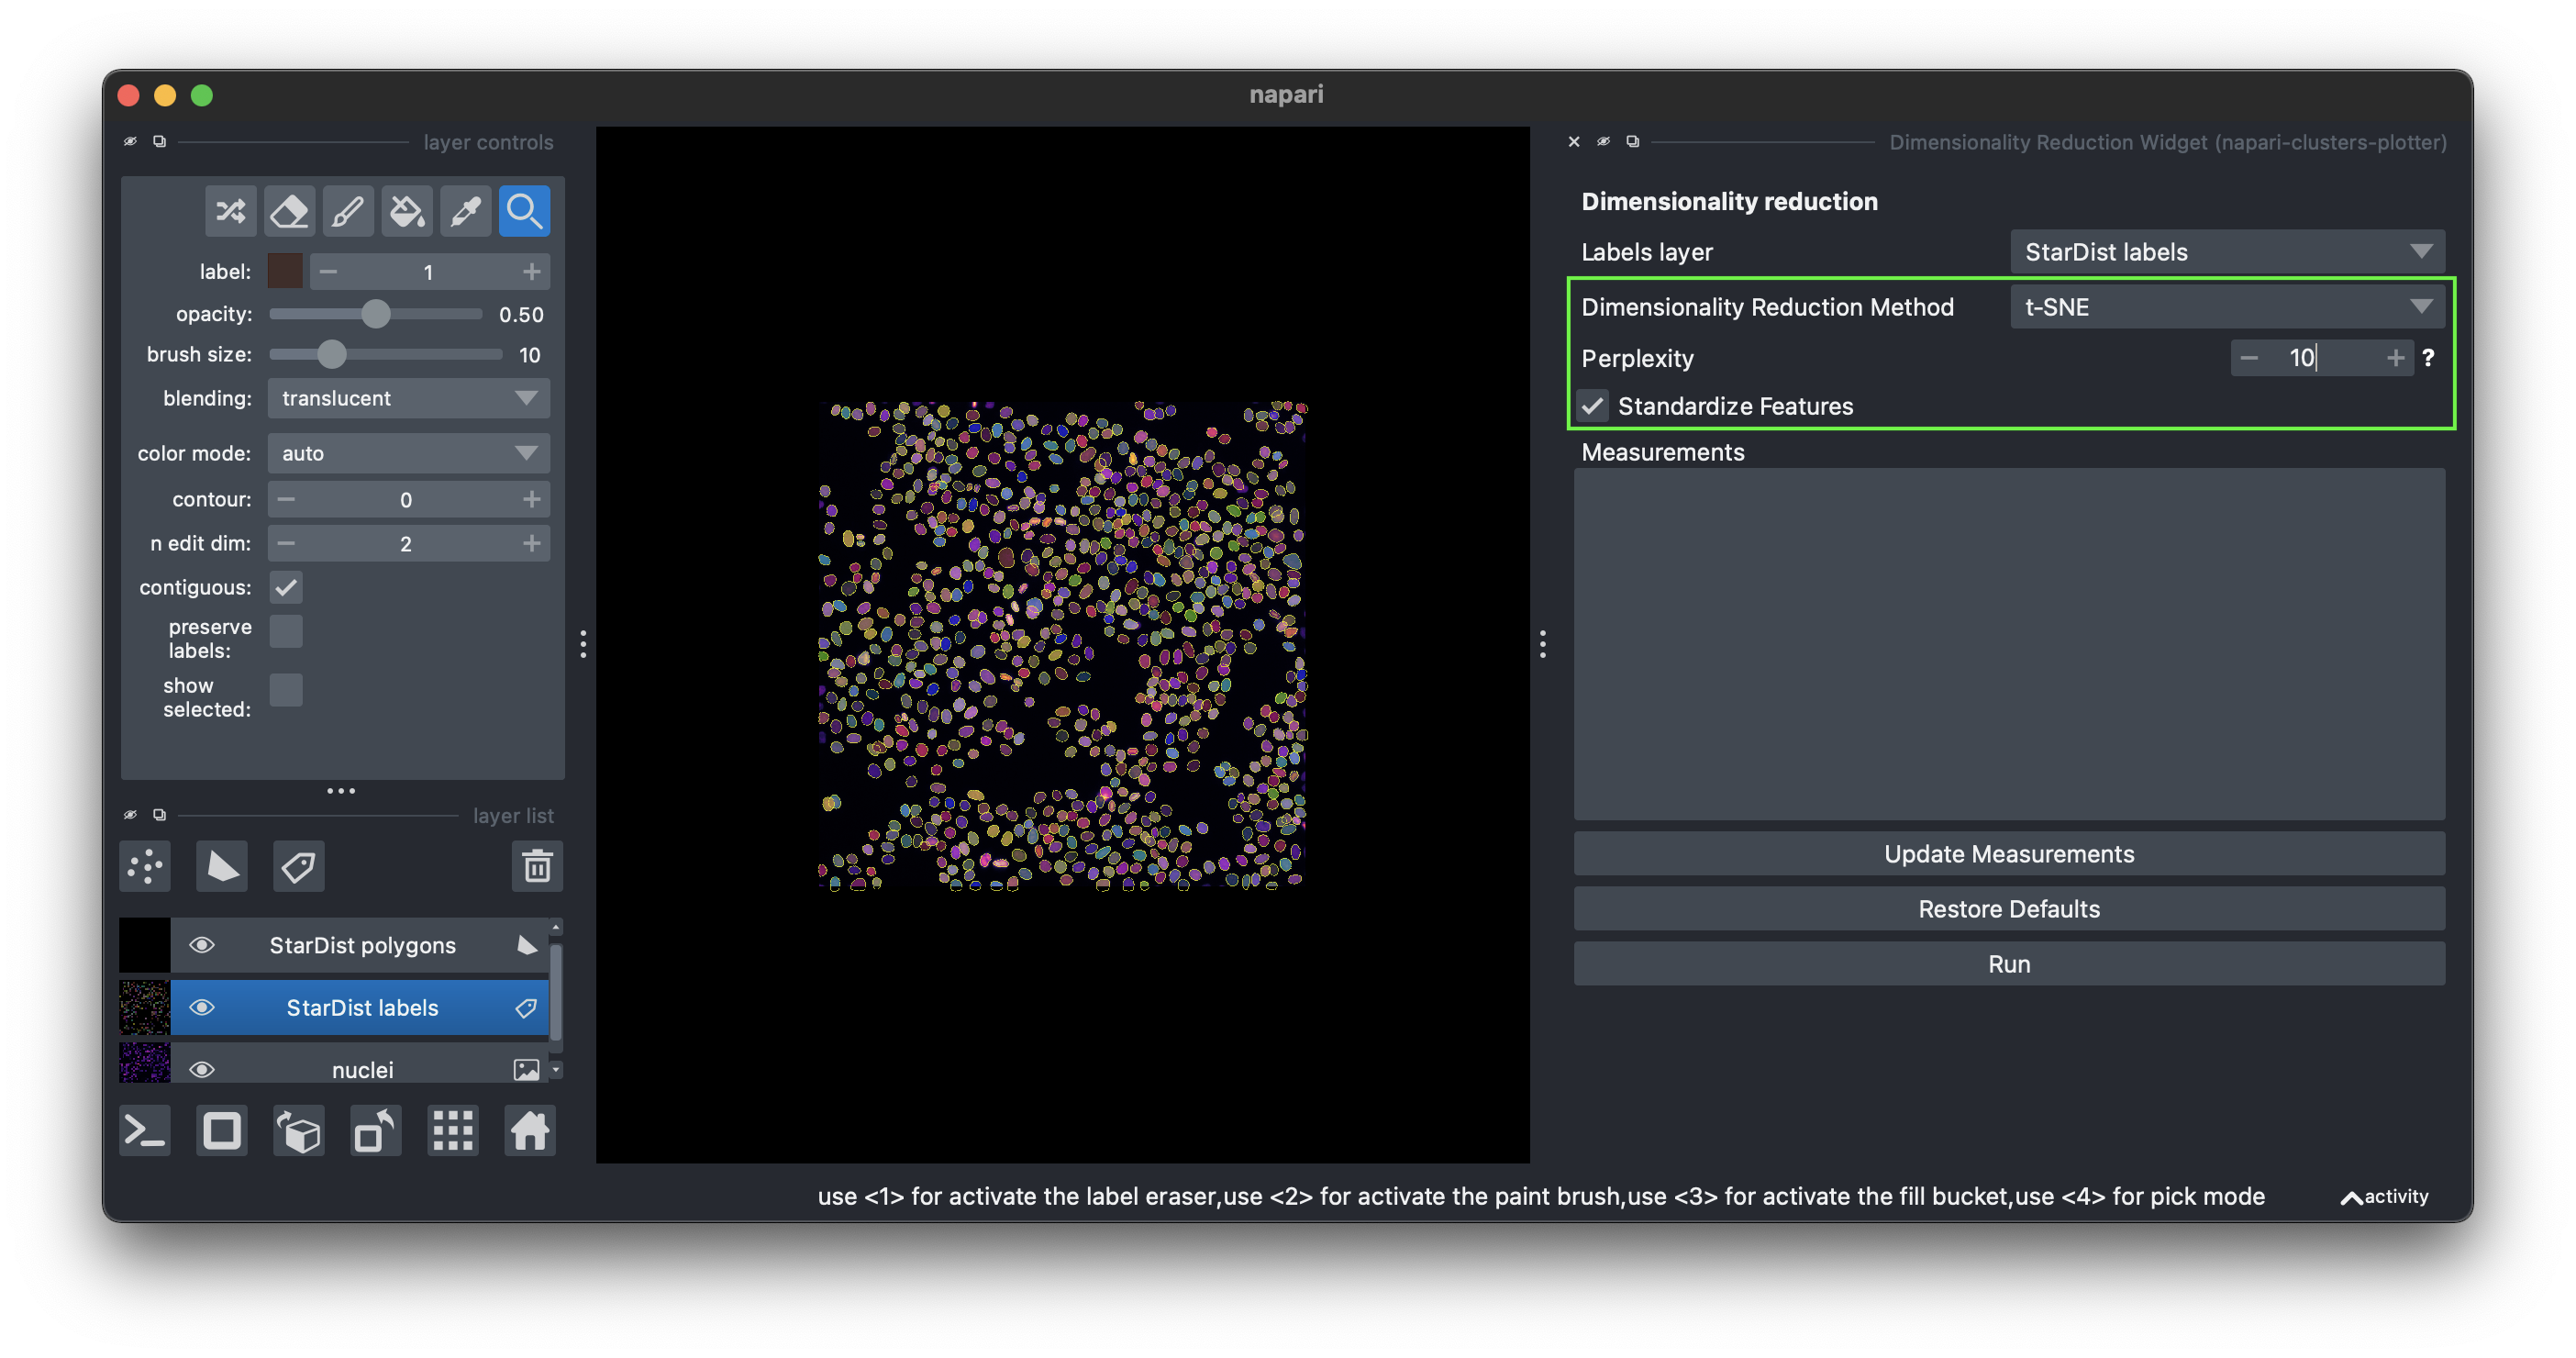 napari
layer controls
label: 1
opacity: 0.50
brush size: 10
blending: translucent
color mode: auto
contour: 0
n edit dim: 2
contiguous:
preserve
labels:
show
selected:
layer list
StarDist polygons
StarDist labels
nuclei
Dimensionality Reduction Widget (napari-clusters-plotter)
Dimensionality reduction
Labels layer StarDist labels
Dimensionality Reduction Method t-SNE
Perplexity 10 ?
Standardize Features
Measurements
Update Measurements
Restore Defaults
Run
use <1> for activate the label eraser,use <2> for activate the paint brush,use <3> for activate the fill bucket,use <4> for pick mode
activity